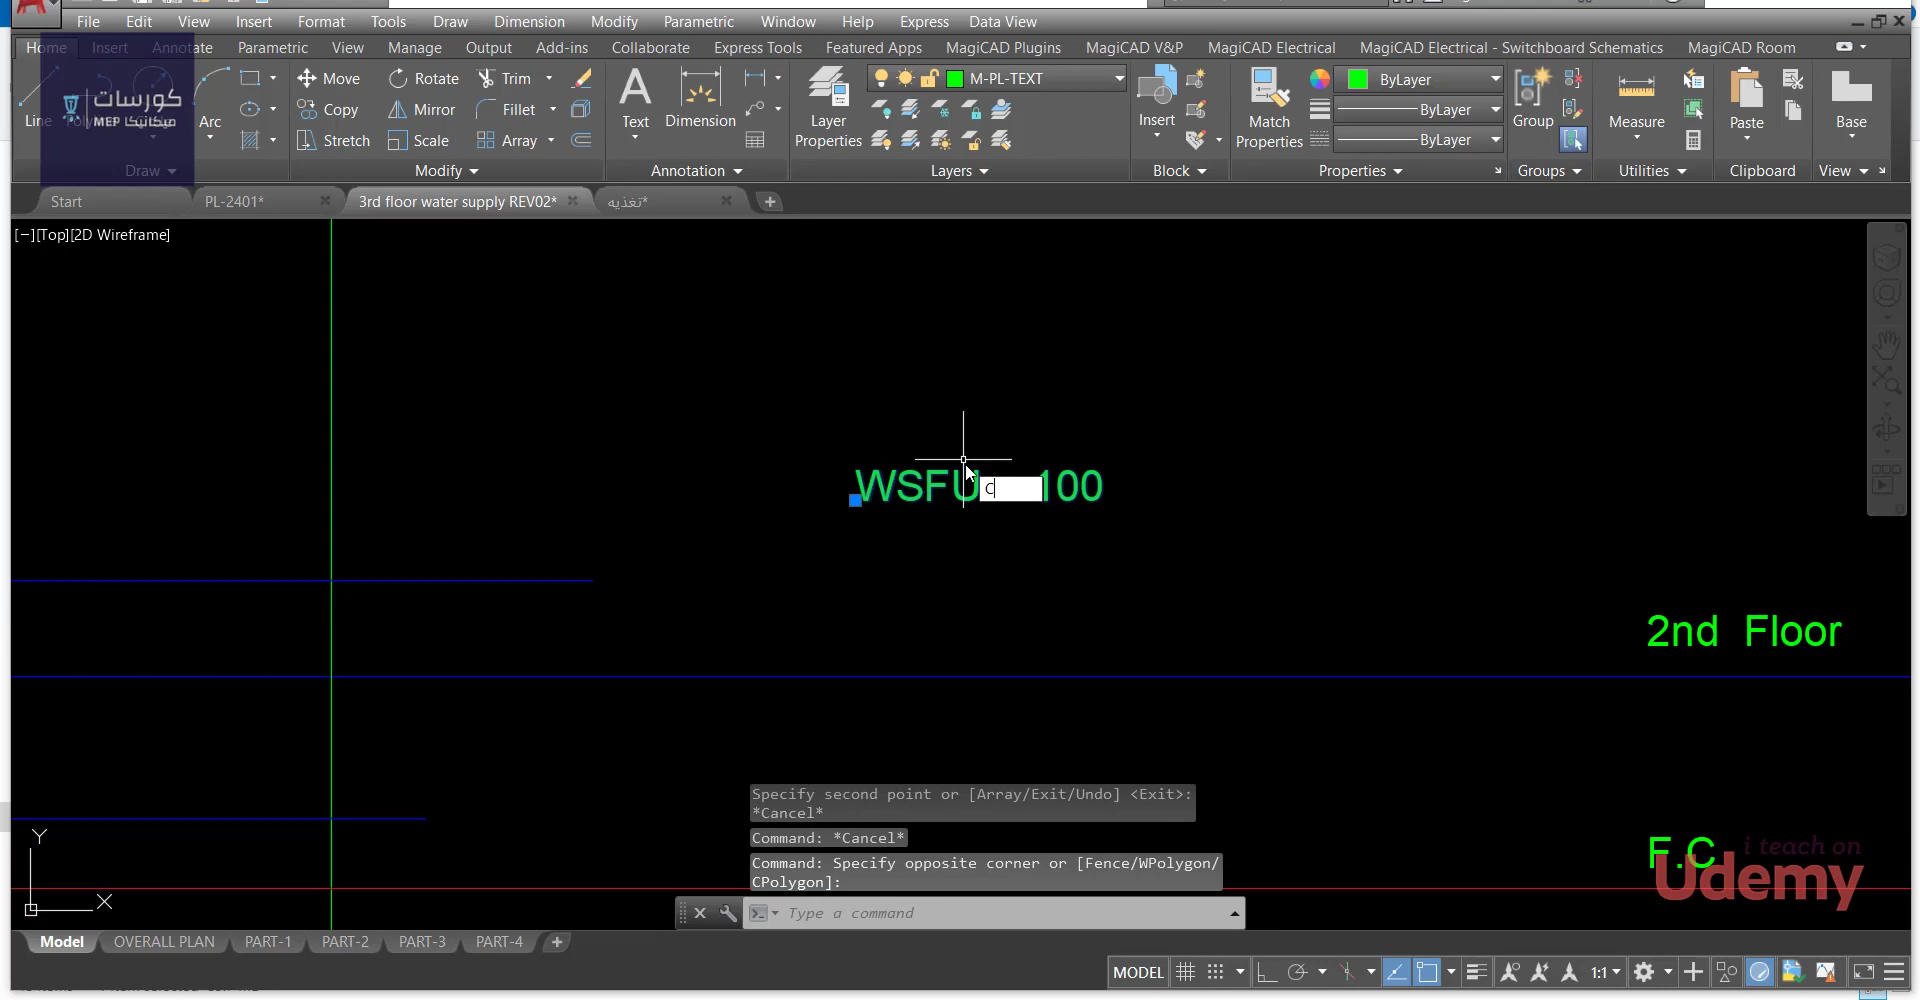 File Edit View Insert Format Tools Draw Dimension Modify Parametric Window Help Express Data View
Home Insert Annotate Parametric View Manage Output Add-ins Collaborate Express Tools Featured Apps MagiCAD Plugins MagiCAD V&P MagiCAD Electrical MagiCAD Electrical - Switchboard Schematics MagiCAD Room
Move Rotate Trim M-PL-TEXT ByLayer
كورسات
Copy Mirror Fillet ByLayer
Line Arc Text Dimension Layer Insert Match Group Measure Paste Base
ميكانيكا MEP
Stretch Scale Array Properties Properties ByLayer
Draw Modify Annotation Layers Block Properties Groups Utilities Clipboard View
Start PL-2401* 3rd floor water supply REV02* تغذيه*
[−][Top][2D Wireframe]
WSFU 100
C
2nd Floor
Specify second point or [Array/Exit/Undo] <Exit>:
*Cancel*
Command: *Cancel*
Command: Specify opposite corner or [Fence/WPolygon/
CPolygon]:
Y
X
F.C
i teach on
Udemy
Type a command
Model OVERALL PLAN PART-1 PART-2 PART-3 PART-4
MODEL 1:1